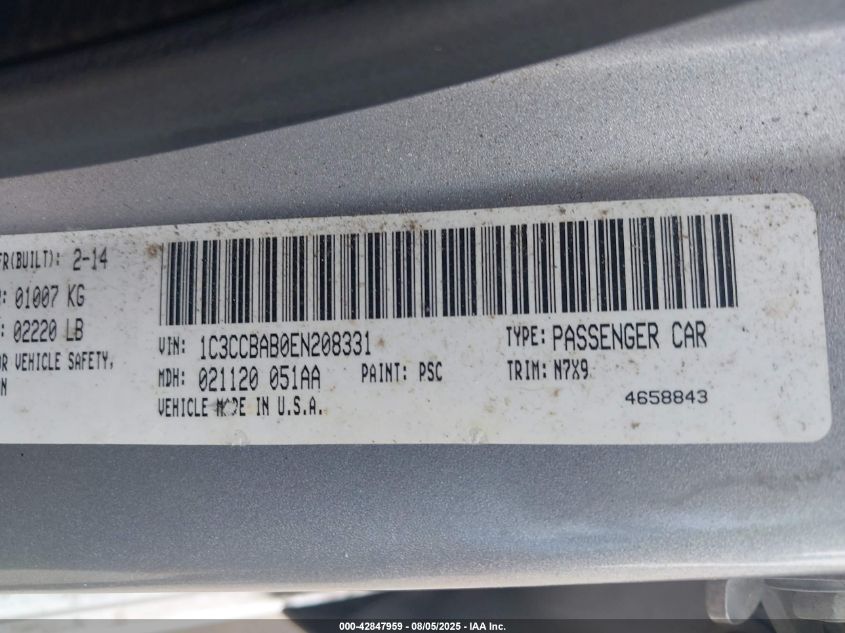 FR(BUILT): 2-14
: 01007 KG
: 02220 LB
OR VEHICLE SAFETY,
N
VIN: 1C3CCBAB0EN208331
TYPE: PASSENGER CAR
MDH: 021120 051AA PAINT: PSC TRIM: N7X9
VEHICLE MADE IN U.S.A.
4658843
000-42847959 - 08/05/2025 - IAA Inc.